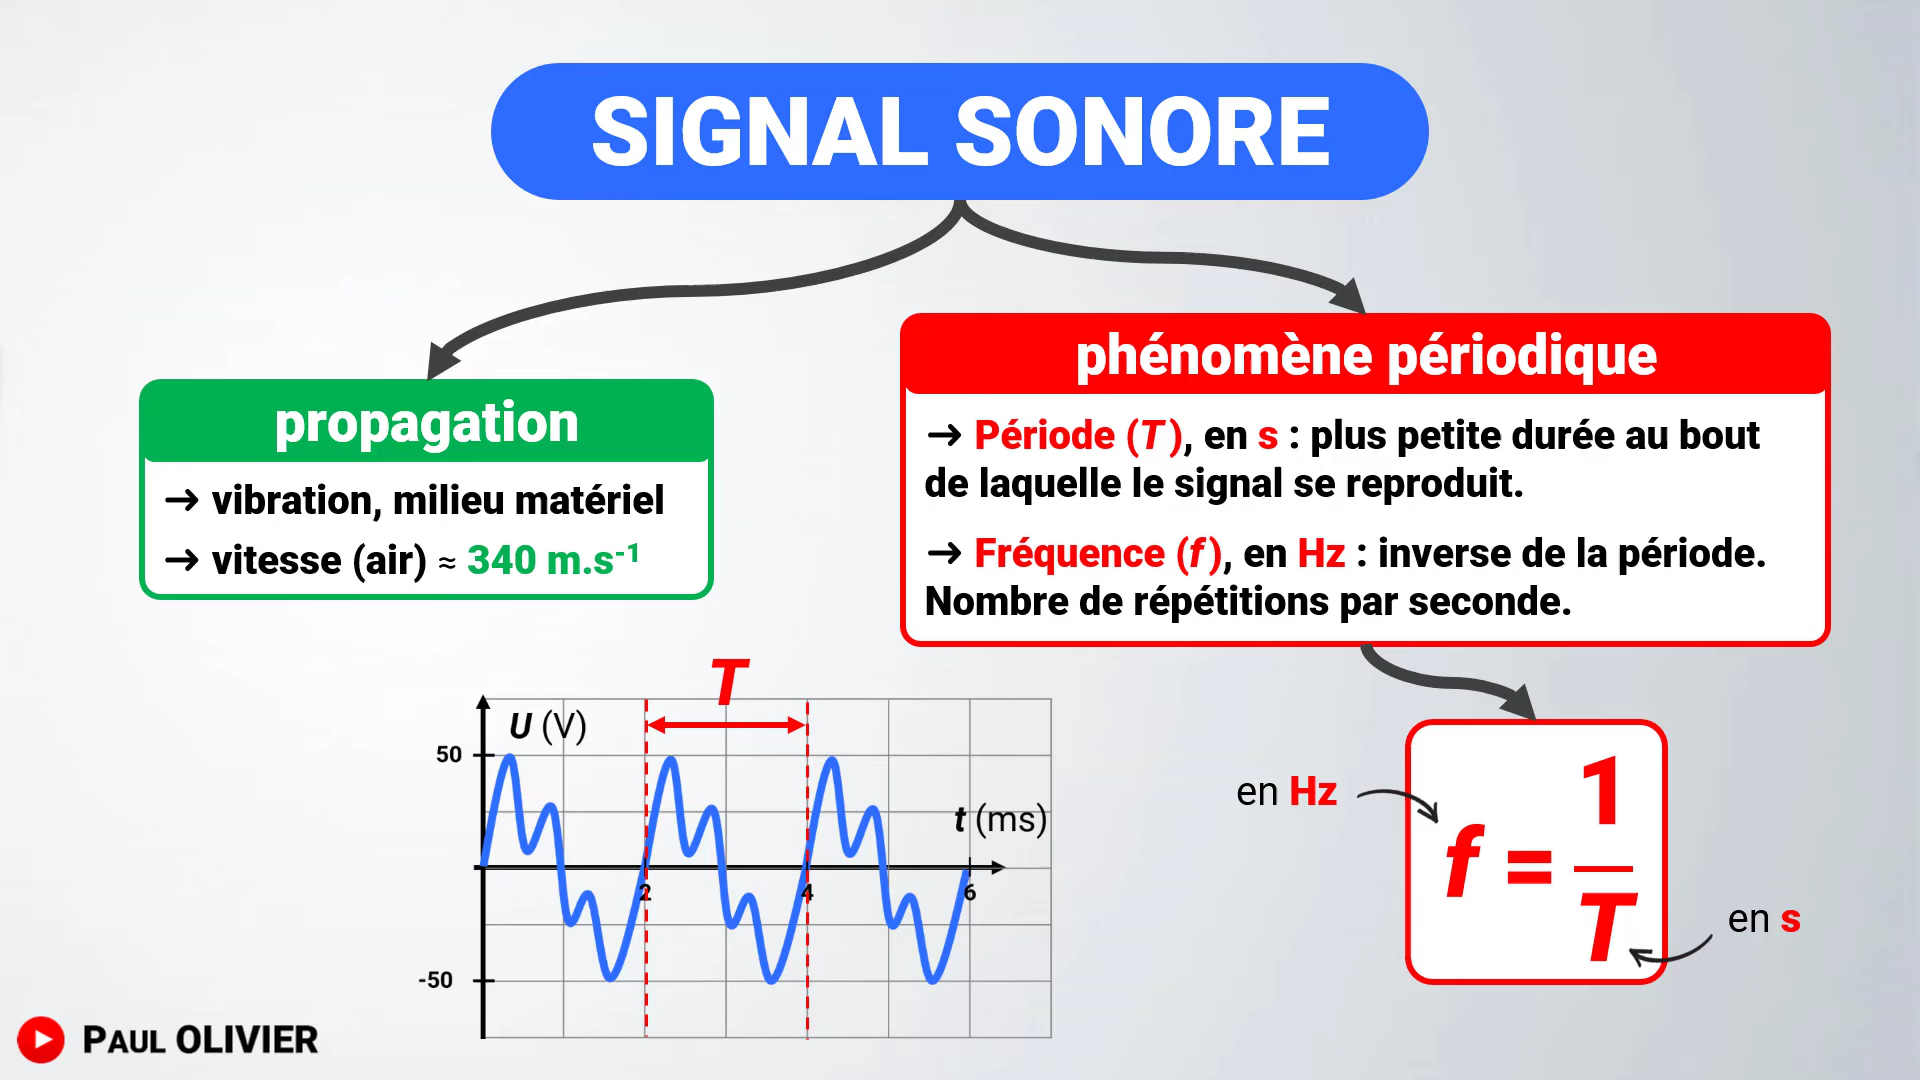 SIGNAL SONORE
propagation
→ vibration, milieu matériel
→ vitesse (air) ≈ 340 m.s⁻¹
phénomène périodique
→ Période (T), en s : plus petite durée au bout
de laquelle le signal se reproduit.
→ Fréquence (f), en Hz : inverse de la période.
Nombre de répétitions par seconde.
T
U (V)
50
t (ms)
2
4
6
-50
en Hz
f = 1/T
en s
PAUL OLIVIER